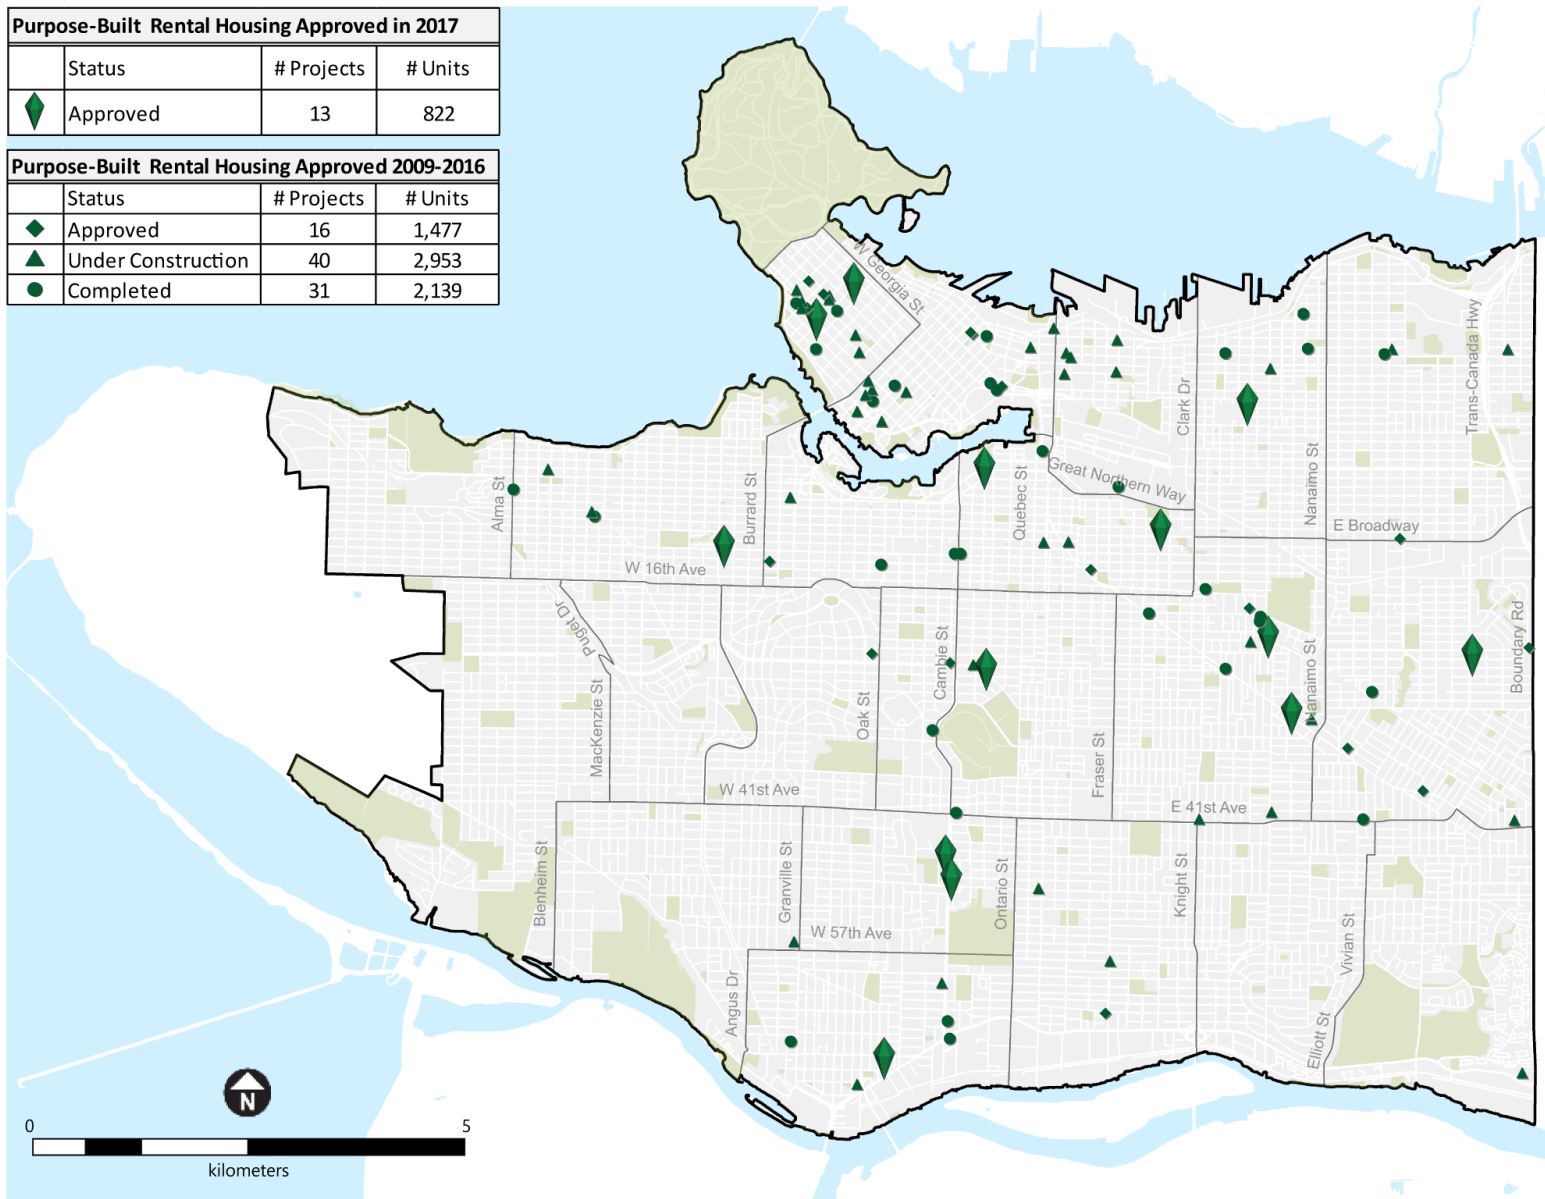 Purpose-Built Rental Housing Approved in 2017
Status # Projects # Units
Approved 13 822
Purpose-Built Rental Housing Approved 2009-2016
Status # Projects # Units
Approved 16 1,477
Under Construction 40 2,953
Completed 31 2,139
W Georgia St
Trans-Canada Hwy
Clark Dr
Nanaimo St
Alma St
Burrard St
Quebec St
Great Northern Way
E Broadway
W 16th Ave
Puget Dr
Cambie St
Boundary Rd
Nanaimo St
MacKenzie St
Oak St
Fraser St
W 41st Ave
E 41st Ave
Blenheim St
Granville St
Ontario St
Knight St
W 57th Ave
Vivian St
Angus Dr
Elliott St
N
0 5
kilometers